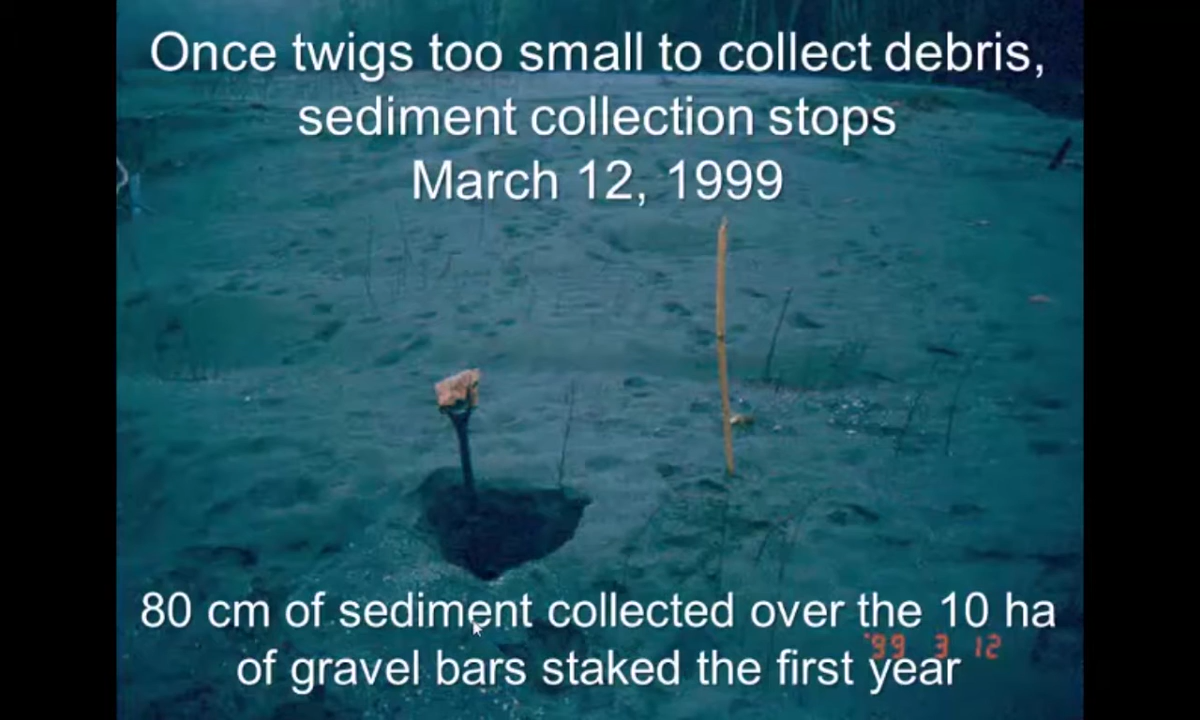 Once twigs too small to collect debris,
sediment collection stops
March 12, 1999
80 cm of sediment collected over the 10 ha
of gravel bars staked the first year
'99 3 12